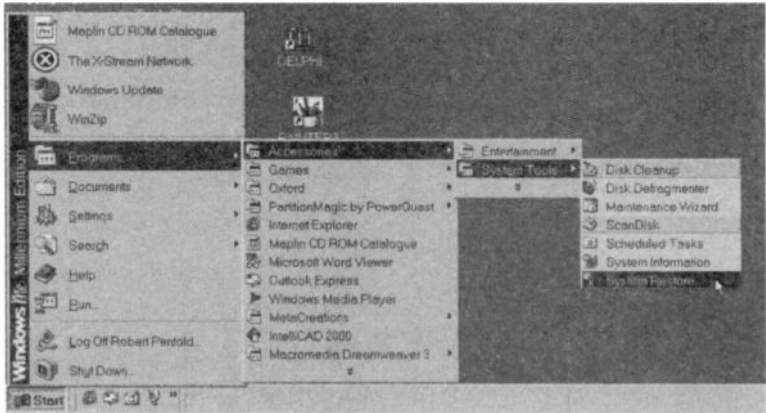 Maplin CD ROM Catalogue
The X-Stream Network
Windows Update
WinZip
Programs
Documents
Settings
Search
Help
Run...
Log Off Robert Penfold...
Shut Down...
Windows Me Millennium Edition
Start
DELPHI
PAINTER3
Accessories
Games
Oxford
PartitionMagic by PowerQuest
Internet Explorer
Maplin CD ROM Catalogue
Microsoft Word Viewer
Outlook Express
Windows Media Player
MetaCreations
IntelliCAD 2000
Macromedia Dreamweaver 3
Entertainment
System Tools
Disk Cleanup
Disk Defragmenter
Maintenance Wizard
ScanDisk
Scheduled Tasks
System Information
System Restore